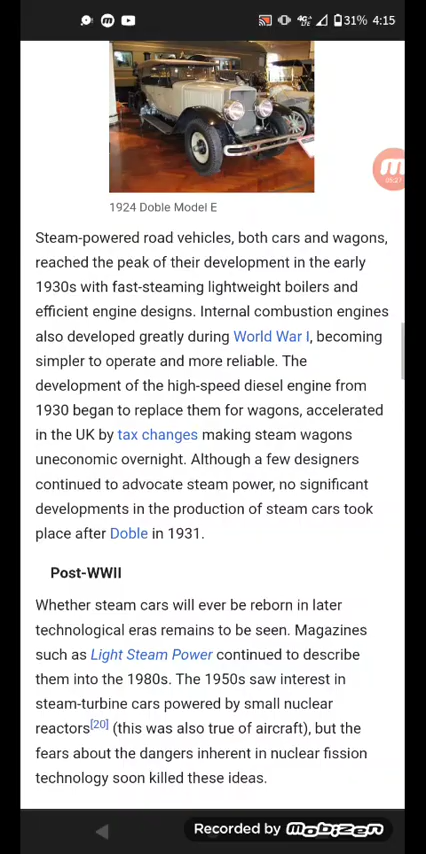 31% 4:15
09:27
1924 Doble Model E
Steam-powered road vehicles, both cars and wagons,
reached the peak of their development in the early
1930s with fast-steaming lightweight boilers and
efficient engine designs. Internal combustion engines
also developed greatly during World War I, becoming
simpler to operate and more reliable. The
development of the high-speed diesel engine from
1930 began to replace them for wagons, accelerated
in the UK by tax changes making steam wagons
uneconomic overnight. Although a few designers
continued to advocate steam power, no significant
developments in the production of steam cars took
place after Doble in 1931.
Post-WWII
Whether steam cars will ever be reborn in later
technological eras remains to be seen. Magazines
such as Light Steam Power continued to describe
them into the 1980s. The 1950s saw interest in
steam-turbine cars powered by small nuclear
reactors[20] (this was also true of aircraft), but the
fears about the dangers inherent in nuclear fission
technology soon killed these ideas.
Recorded by Mobizen